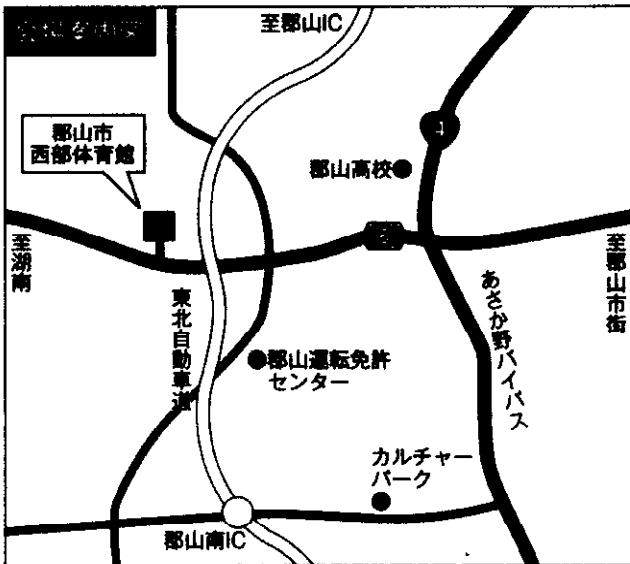 至郡山IC
4
郡山市
西部体育館
郡山高校
至湖南
至郡山市街
東北自動車道
あさか野バイパス
郡山運転免許
センター
カルチャー
パーク
郡山南IC